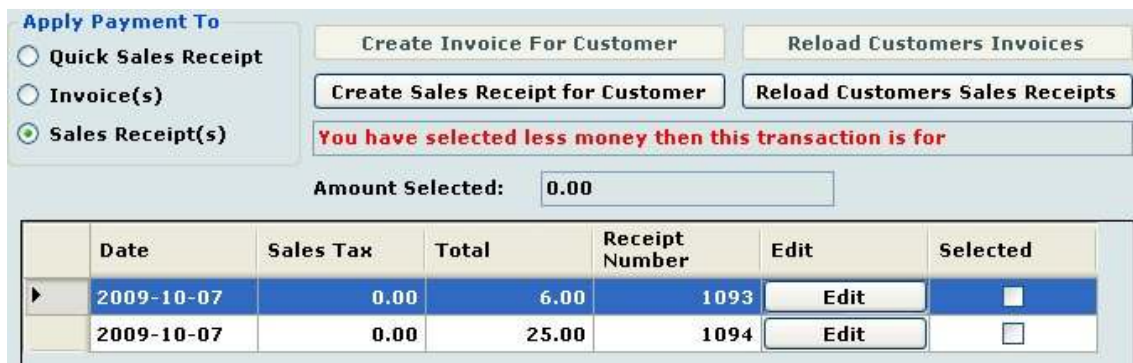 Apply Payment To
Quick Sales Receipt
Invoice(s)
Sales Receipt(s)
Create Invoice For Customer
Reload Customers Invoices
Create Sales Receipt for Customer
Reload Customers Sales Receipts
You have selected less money then this transaction is for
Amount Selected: 0.00
Date Sales Tax Total Receipt Number Edit Selected
2009-10-07 0.00 6.00 1093 Edit
2009-10-07 0.00 25.00 1094 Edit